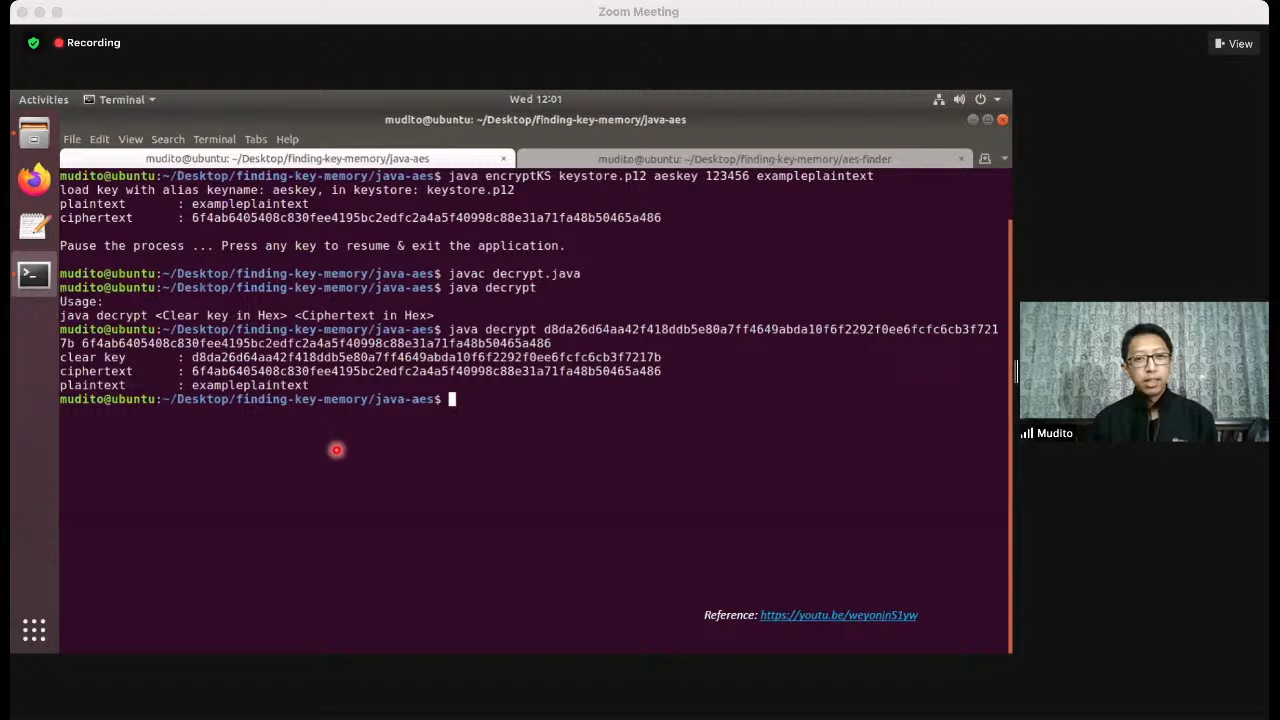 Zoom Meeting
Recording
View
Activities
Terminal
Wed 12:01
mudito@ubuntu: ~/Desktop/finding-key-memory/java-aes
File Edit View Search Terminal Tabs Help
mudito@ubuntu: ~/Desktop/finding-key-memory/java-aes
mudito@ubuntu: ~/Desktop/finding-key-memory/aes-finder
mudito@ubuntu:~/Desktop/finding-key-memory/java-aes$ java encryptKS keystore.p12 aeskey 123456 exampleplaintext
load key with alias keyname: aeskey, in keystore: keystore.p12
plaintext : exampleplaintext
ciphertext : 6f4ab6405408c830fee4195bc2edfc2a4a5f40998c88e31a71fa48b50465a486
Pause the process ... Press any key to resume & exit the application.
mudito@ubuntu:~/Desktop/finding-key-memory/java-aes$ javac decrypt.java
mudito@ubuntu:~/Desktop/finding-key-memory/java-aes$ java decrypt
Usage:
java decrypt <Clear key in Hex> <Ciphertext in Hex>
mudito@ubuntu:~/Desktop/finding-key-memory/java-aes$ java decrypt d8da26d64aa42f418ddb5e80a7ff4649abda10f6f2292f0ee6fcfc6cb3f721
7b 6f4ab6405408c830fee4195bc2edfc2a4a5f40998c88e31a71fa48b50465a486
clear key : d8da26d64aa42f418ddb5e80a7ff4649abda10f6f2292f0ee6fcfc6cb3f7217b
ciphertext : 6f4ab6405408c830fee4195bc2edfc2a4a5f40998c88e31a71fa48b50465a486
plaintext : exampleplaintext
mudito@ubuntu:~/Desktop/finding-key-memory/java-aes$
Mudito
Reference: https://youtu.be/weyonjnS1yw